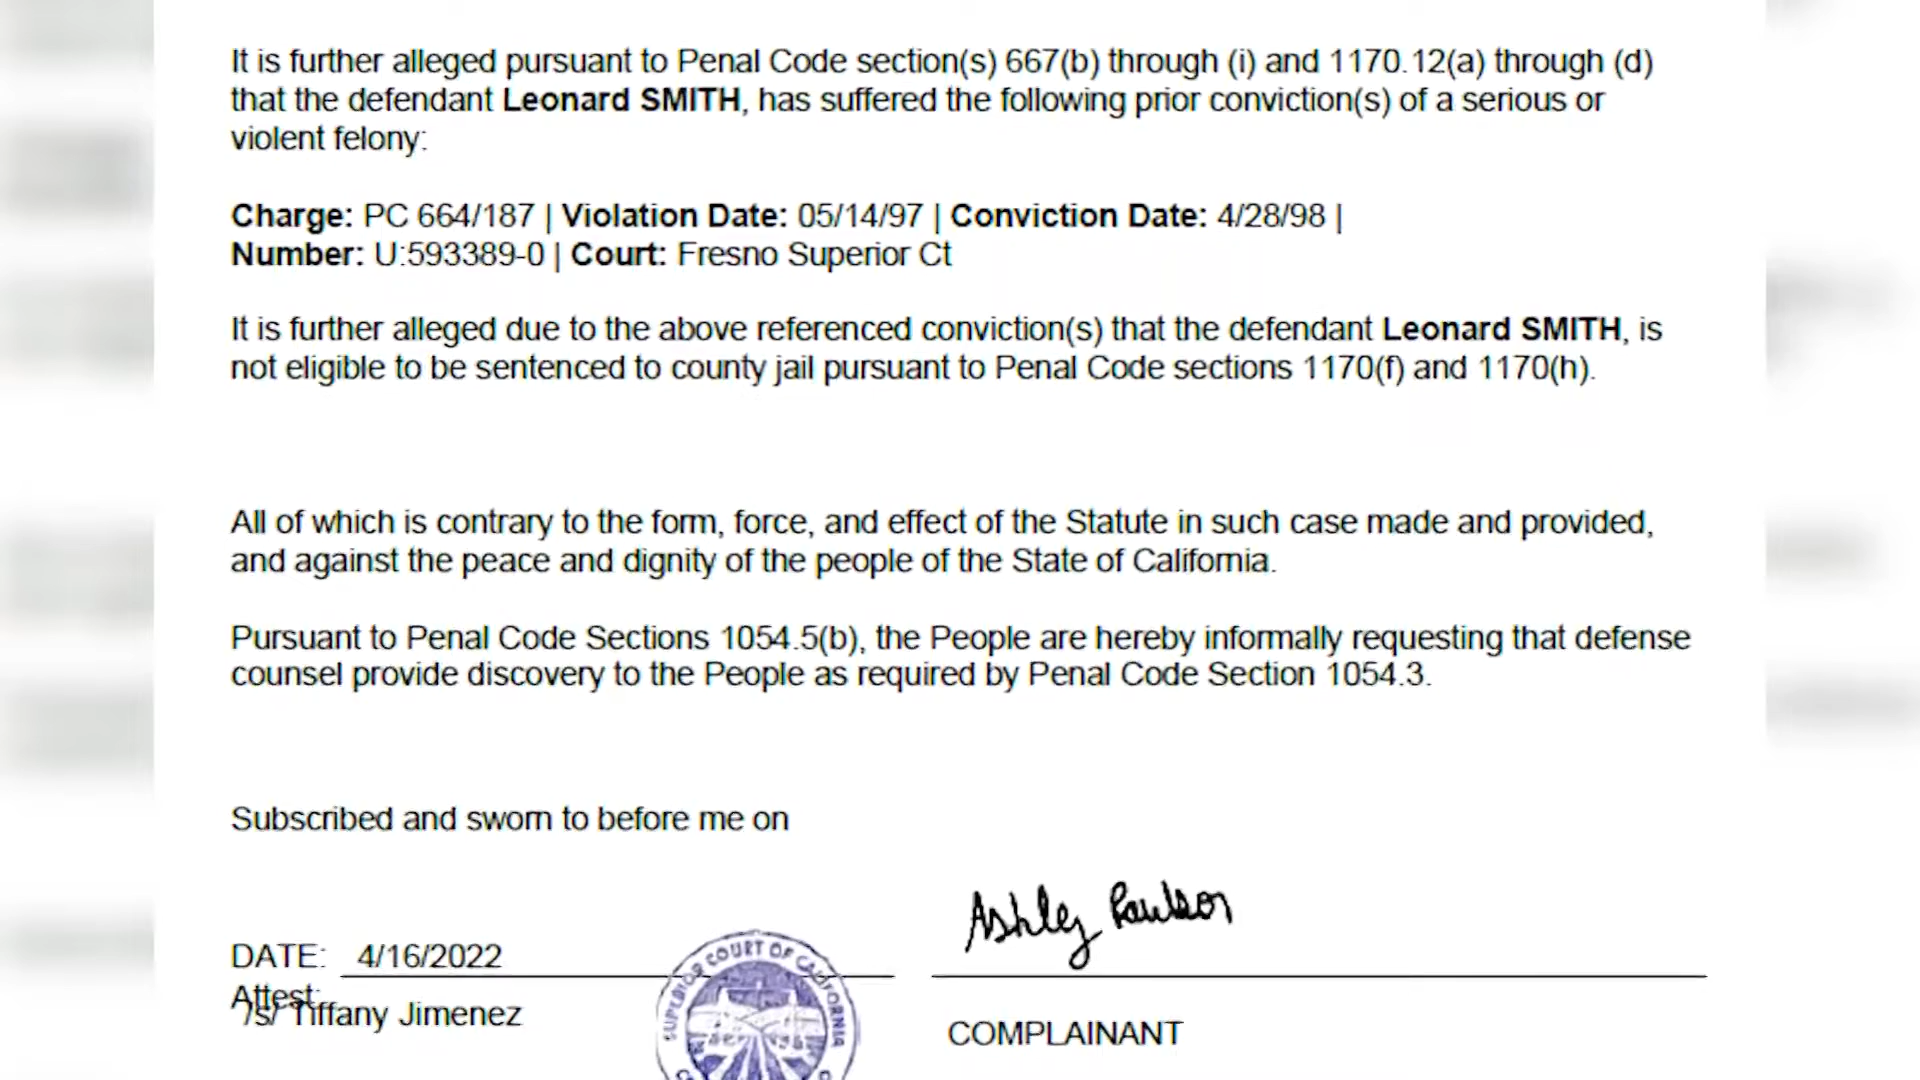 It is further alleged pursuant to Penal Code section(s) 667(b) through (i) and 1170.12(a) through (d)
that the defendant Leonard SMITH, has suffered the following prior conviction(s) of a serious or
violent felony:
Charge: PC 664/187 | Violation Date: 05/14/97 | Conviction Date: 4/28/98 |
Number: U:593389-0 | Court: Fresno Superior Ct
It is further alleged due to the above referenced conviction(s) that the defendant Leonard SMITH, is
not eligible to be sentenced to county jail pursuant to Penal Code sections 1170(f) and 1170(h).
All of which is contrary to the form, force, and effect of the Statute in such case made and provided,
and against the peace and dignity of the people of the State of California.
Pursuant to Penal Code Sections 1054.5(b), the People are hereby informally requesting that defense
counsel provide discovery to the People as required by Penal Code Section 1054.3.
Subscribed and sworn to before me on
Ashley Paulson
DATE: 4/16/2022
SUPERIOR COURT OF CALIFORNIA
Attest:
/s/ Tiffany Jimenez
COMPLAINANT